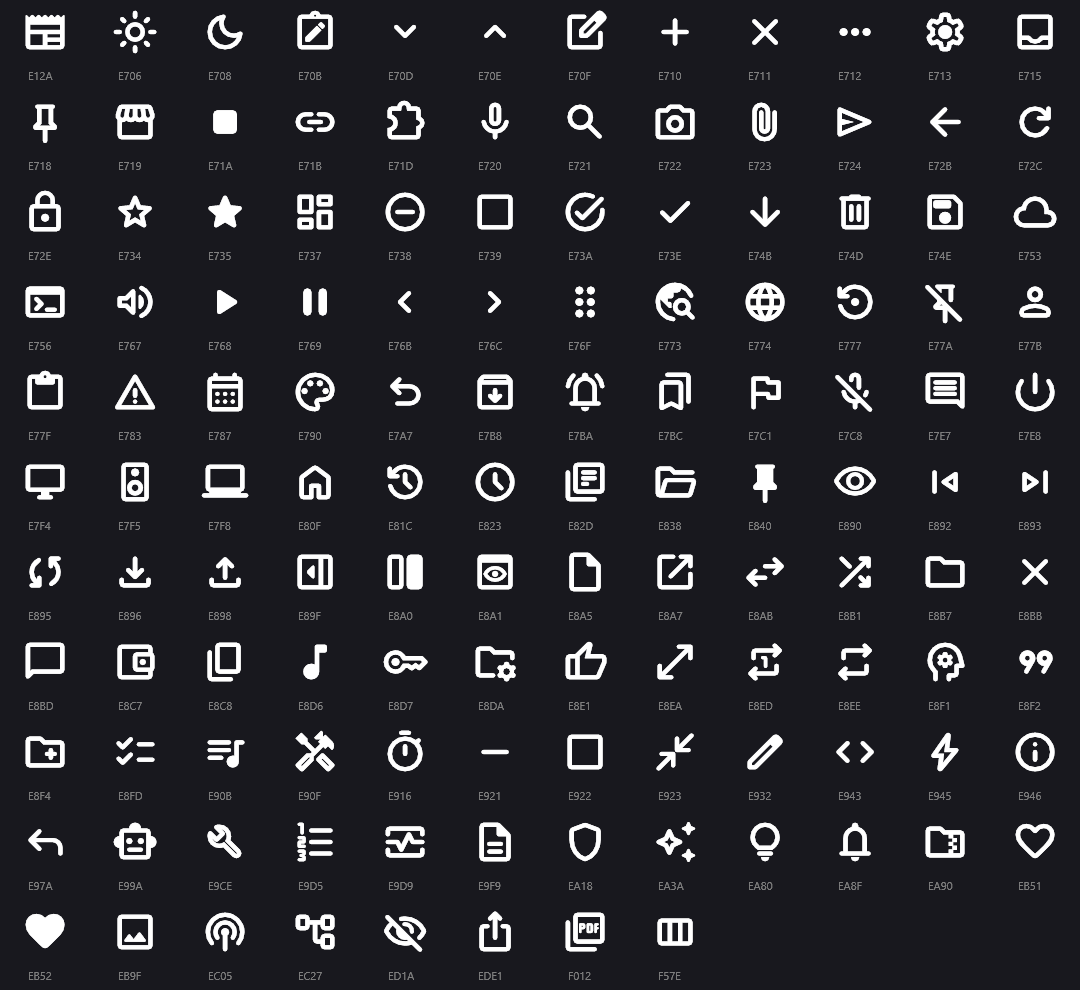 E12A E706 E708 E70B E70D E70E E70F E710 E711 E712 E713 E715
E718 E719 E71A E71B E71D E720 E721 E722 E723 E724 E72B E72C
E72E E734 E735 E737 E738 E739 E73A E73E E74B E74D E74E E753
E756 E767 E768 E769 E76B E76C E76F E773 E774 E777 E77A E77B
E77F E783 E787 E790 E7A7 E7B8 E7BA E7BC E7C1 E7C8 E7E7 E7E8
E7F4 E7F5 E7F8 E80F E81C E823 E82D E838 E840 E890 E892 E893
E895 E896 E898 E89F E8A0 E8A1 E8A5 E8A7 E8AB E8B1 E8B7 E8BB
1
E8BD E8C7 E8C8 E8D6 E8D7 E8DA E8E1 E8EA E8ED E8EE E8F1 E8F2
E8F4 E8FD E90B E90F E916 E921 E922 E923 E932 E943 E945 E946
1
2
3
E97A E99A E9CE E9D5 E9D9 E9F9 EA18 EA3A EA80 EA8F EA90 EB51
PDF
EB52 EB9F EC05 EC27 ED1A EDE1 F012 F57E